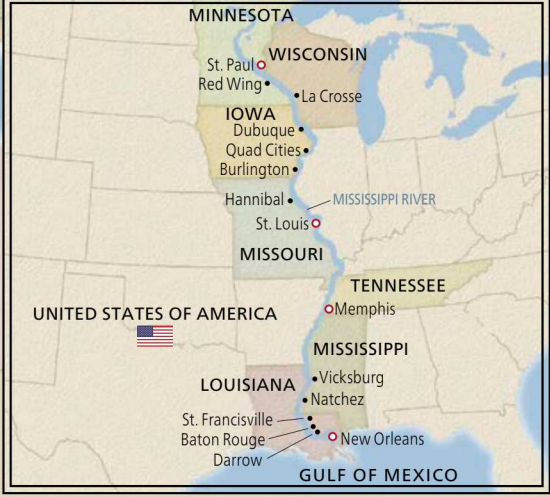 MINNESOTA
WISCONSIN
St. Paul
Red Wing
La Crosse
IOWA
Dubuque
Quad Cities
Burlington
Hannibal
MISSISSIPPI RIVER
St. Louis
MISSOURI
TENNESSEE
UNITED STATES OF AMERICA
Memphis
MISSISSIPPI
LOUISIANA
Vicksburg
Natchez
St. Francisville
Baton Rouge
New Orleans
Darrow
GULF OF MEXICO